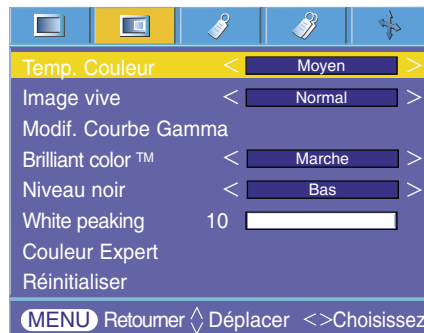 Temp. Couleur < Moyen >
Image vive < Normal >
Modif. Courbe Gamma
Brilliant color ™ < Marche >
Niveau noir < Bas >
White peaking 10
Couleur Expert
Réinitialiser
MENU Retourner Déplacer <>Choisissez